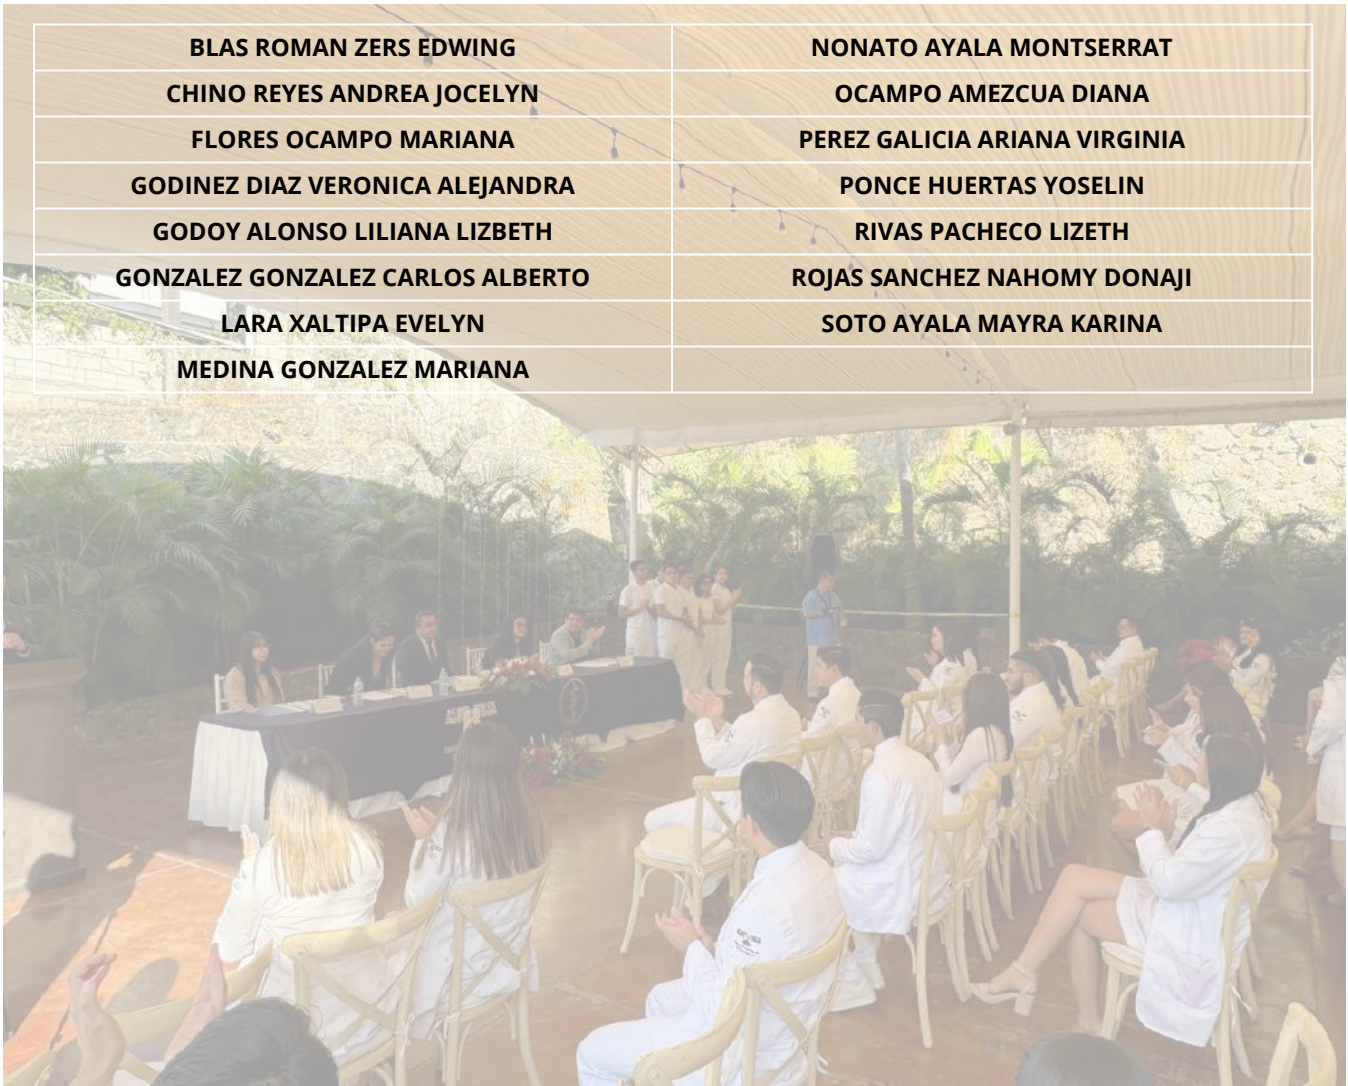 BLAS ROMAN ZERS EDWING
NONATO AYALA MONTSERRAT
CHINO REYES ANDREA JOCELYN
OCAMPO AMEZCUA DIANA
FLORES OCAMPO MARIANA
PEREZ GALICIA ARIANA VIRGINIA
GODINEZ DIAZ VERONICA ALEJANDRA
PONCE HUERTAS YOSELIN
GODOY ALONSO LILIANA LIZBETH
RIVAS PACHECO LIZETH
GONZALEZ GONZALEZ CARLOS ALBERTO
ROJAS SANCHEZ NAHOMY DONAJI
LARA XALTIPA EVELYN
SOTO AYALA MAYRA KARINA
MEDINA GONZALEZ MARIANA